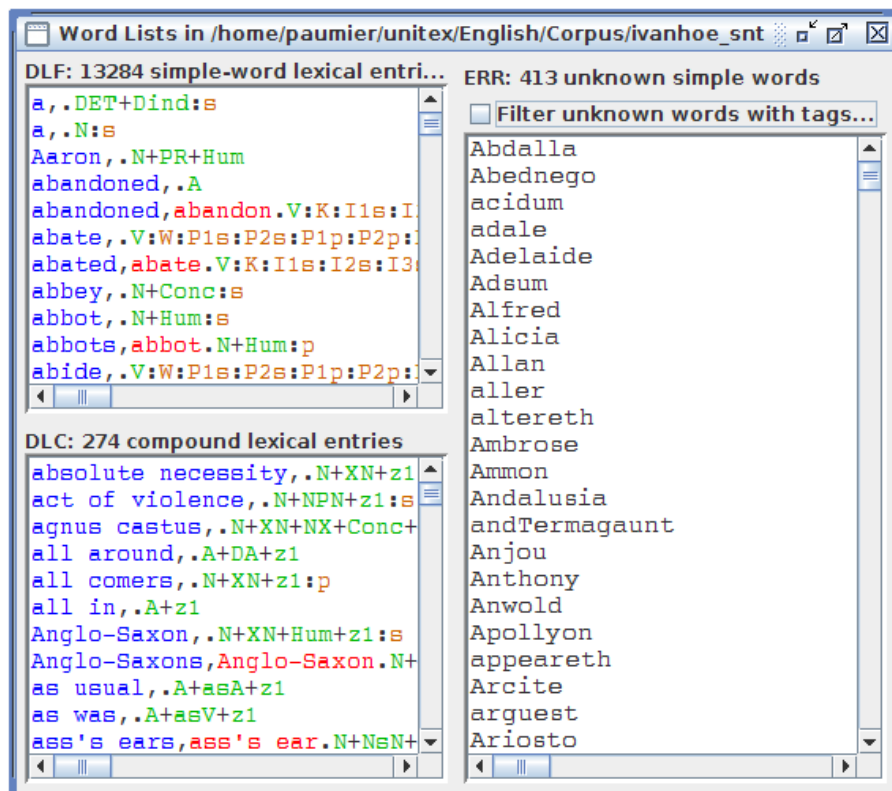 Word Lists in /home/paumier/unitex/English/Corpus/ivanhoe_snt
DLF: 13284 simple-word lexical entri...
a,.DET+Dind:s
a,.N:s
Aaron,.N+PR+Hum
abandoned,.A
abandoned,abandon.V:K:I1s:I
abate,.V:W:P1s:P2s:P1p:P2p:
abated,abate.V:K:I1s:I2s:I3s
abbey,.N+Conc:s
abbot,.N+Hum:s
abbots,abbot.N+Hum:p
abide,.V:W:P1s:P2s:P1p:P2p:
DLC: 274 compound lexical entries
absolute necessity,.N+XN+z1
act of violence,.N+NPN+z1:s
agnus castus,.N+XN+NX+Conc+
all around,.A+DA+z1
all comers,.N+XN+z1:p
all in,.A+z1
Anglo-Saxon,.N+XN+Hum+z1:s
Anglo-Saxons,Anglo-Saxon.N+
as usual,.A+asA+z1
as was,.A+asV+z1
ass's ears,ass's ear.N+NsN+
ERR: 413 unknown simple words
Filter unknown words with tags...
Abdalla
Abednego
acidum
adale
Adelaide
Adsum
Alfred
Alicia
Allan
aller
altereth
Ambrose
Ammon
Andalusia
andTermagaunt
Anjou
Anthony
Anwold
Apollyon
appeareth
Arcite
arguest
Ariosto